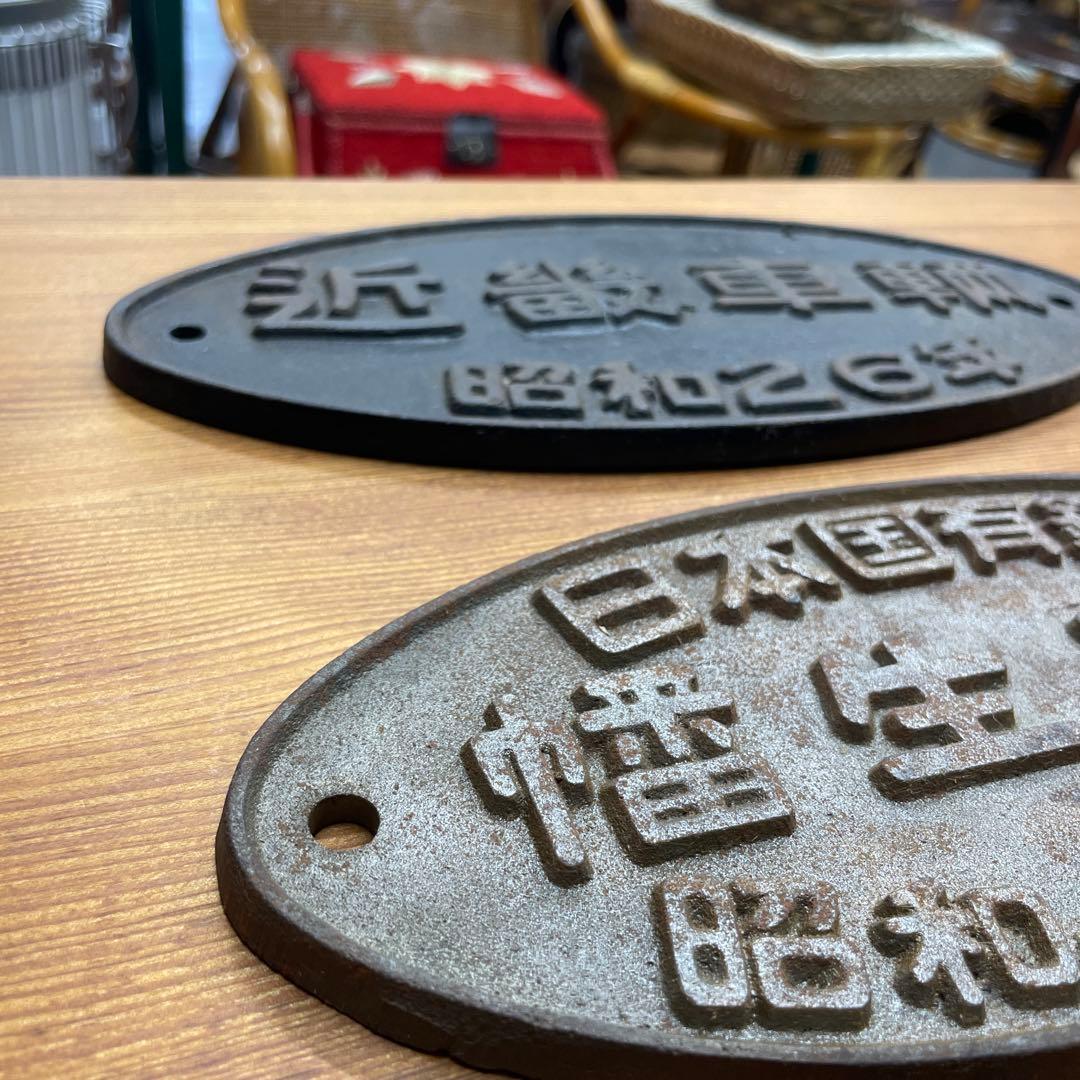 近畿車輛
昭和26年
日本国有
幡生
昭和